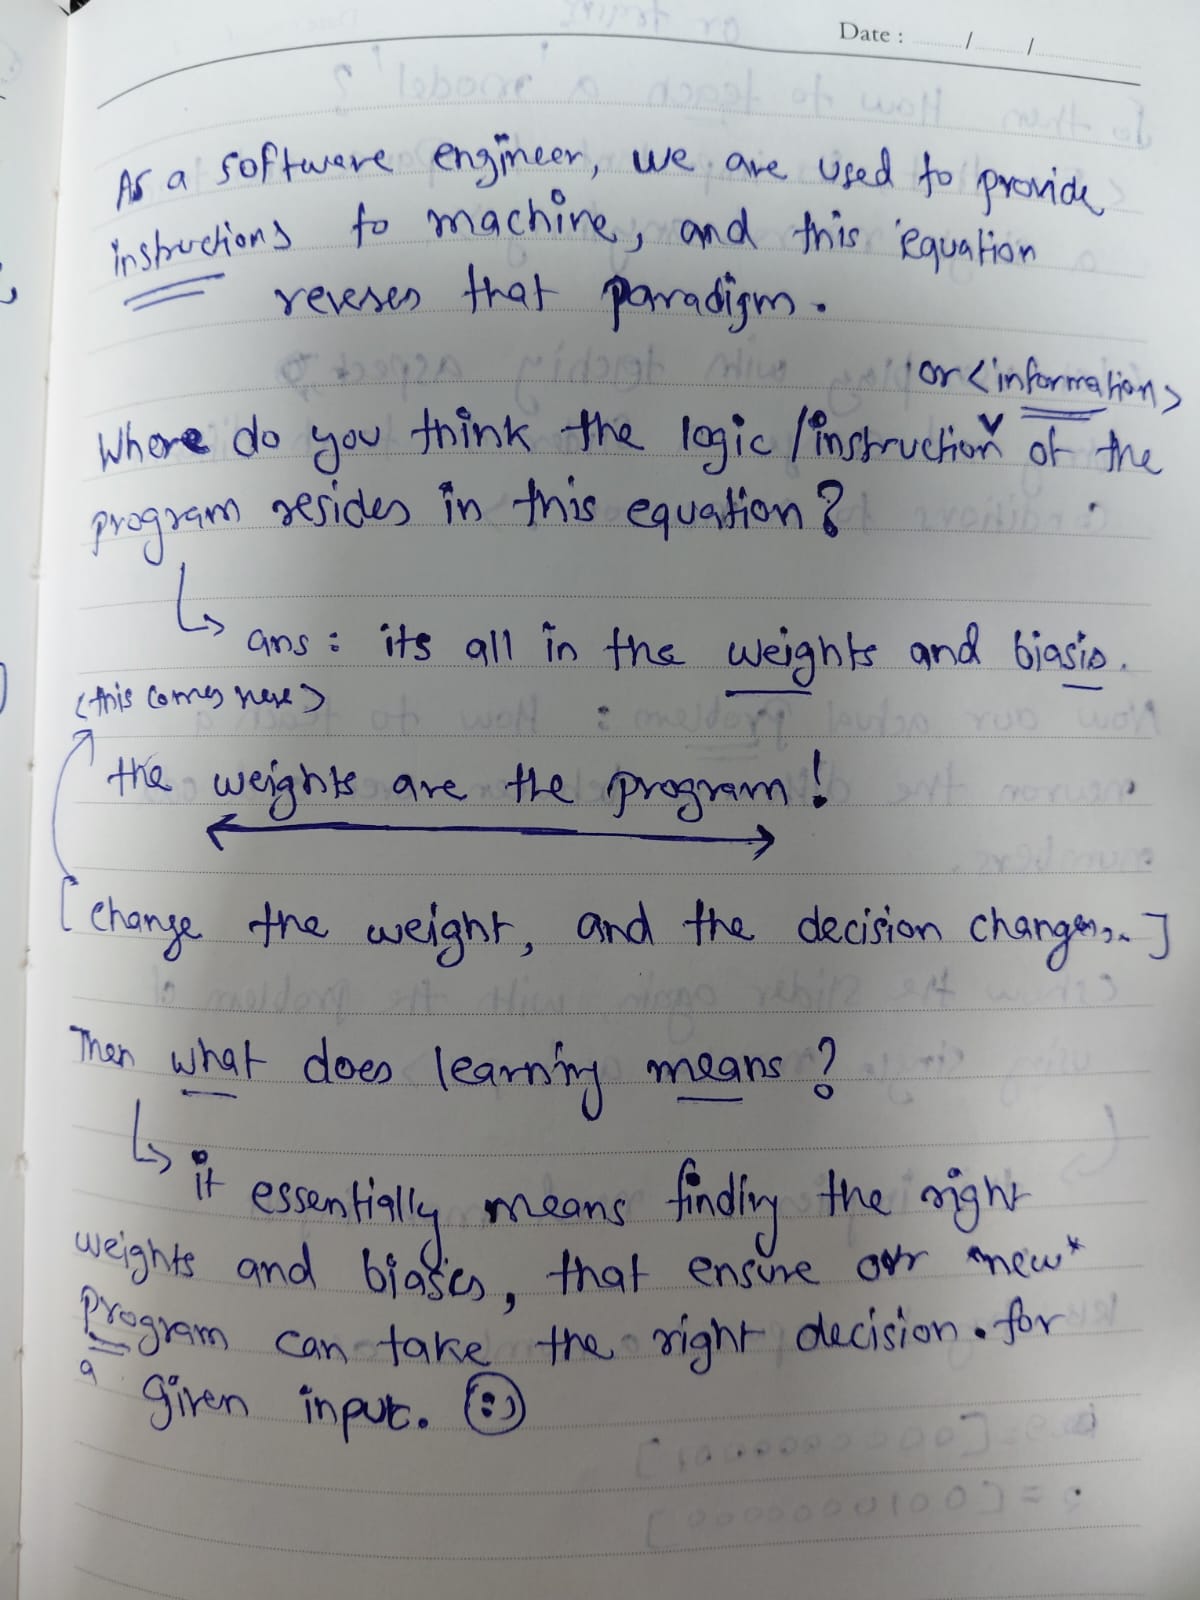 Date : / /
As a software engineer, we are used to provide
instructions to machine, and this equation
reverses that paradigm.
or <information>
Where do you think the logic / instruction of the
program resides in this equation?
ans : its all in the weights and biasis.
<this comes here>
the weights are the program!
[change the weight, and the decision changes..]
Then what does learning means?
it essentially means finding the right
weights and biases, that ensure our new*
program can take the right decision. for
a given input. :)